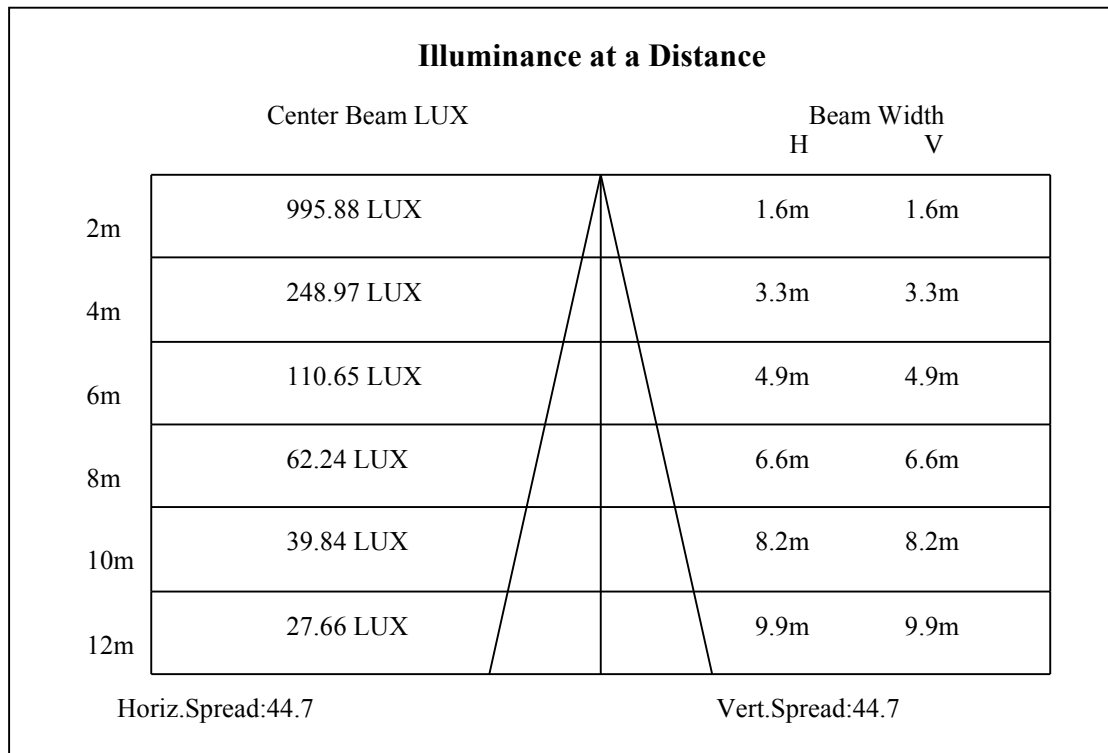 Illuminance at a Distance
Center Beam LUX Beam Width
H V
2m 995.88 LUX 1.6m 1.6m
4m 248.97 LUX 3.3m 3.3m
6m 110.65 LUX 4.9m 4.9m
8m 62.24 LUX 6.6m 6.6m
10m 39.84 LUX 8.2m 8.2m
12m 27.66 LUX 9.9m 9.9m
Horiz.Spread:44.7 Vert.Spread:44.7